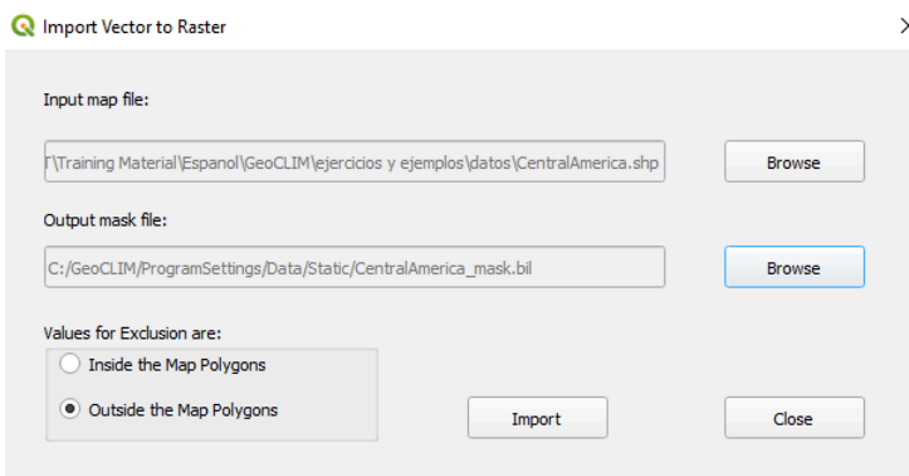 Import Vector to Raster
Input map file:
\Training Material\Espanol\GeoCLIM\ejercicios y ejemplos\datos\CentralAmerica.shp
Browse
Output mask file:
C:/GeoCLIM/ProgramSettings/Data/Static/CentralAmerica_mask.bil
Browse
Values for Exclusion are:
Inside the Map Polygons
Outside the Map Polygons
Import
Close